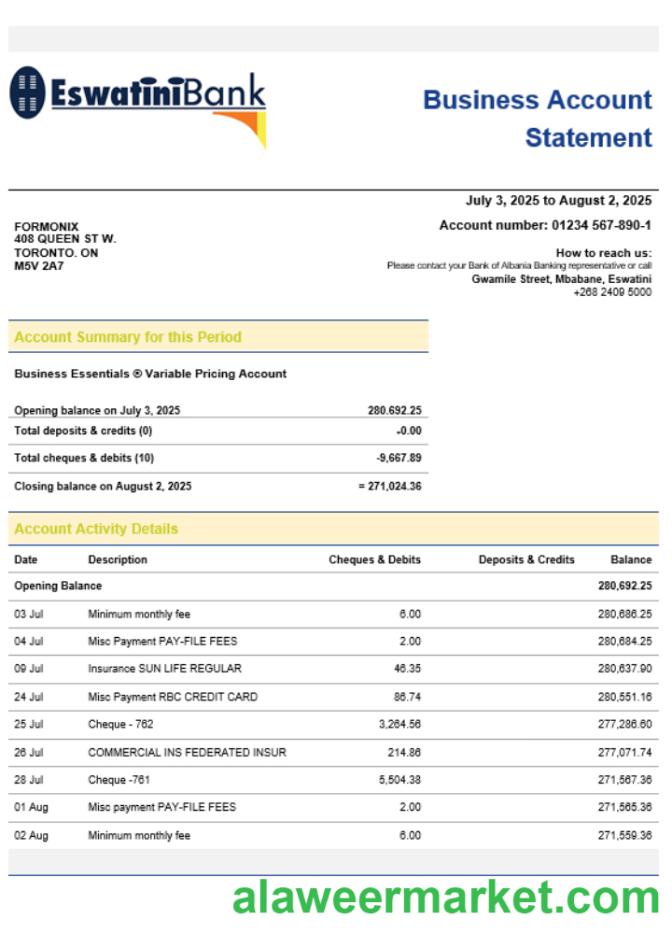 EswatiniBank
Business Account
Statement
July 3, 2025 to August 2, 2025
Account number: 01234 567-890-1
FORMONIX
408 QUEEN ST W.
TORONTO. ON
M5V 2A7
How to reach us:
Please contact your Bank of Albania Banking representative or call
Gwamile Street, Mbabane, Eswatini
+268 2409 5000
Account Summary for this Period
Business Essentials ® Variable Pricing Account
Opening balance on July 3, 2025 280.692.25
Total deposits & credits (0) -0.00
Total cheques & debits (10) -9,667.89
Closing balance on August 2, 2025 = 271,024.36
Account Activity Details
Date Description Cheques & Debits Deposits & Credits Balance
Opening Balance 280,692.25
03 Jul Minimum monthly fee 6.00 280,686.25
04 Jul Misc Payment PAY-FILE FEES 2.00 280,684.25
09 Jul Insurance SUN LIFE REGULAR 46.35 280,637.90
24 Jul Misc Payment RBC CREDIT CARD 86.74 280,551.16
25 Jul Cheque - 762 3,264.56 277,286.60
26 Jul COMMERCIAL INS FEDERATED INSUR 214.86 277,071.74
28 Jul Cheque -761 5,504.38 271,567.36
01 Aug Misc payment PAY-FILE FEES 2.00 271,565.36
02 Aug Minimum monthly fee 6.00 271,559.36
alaweermarket.com